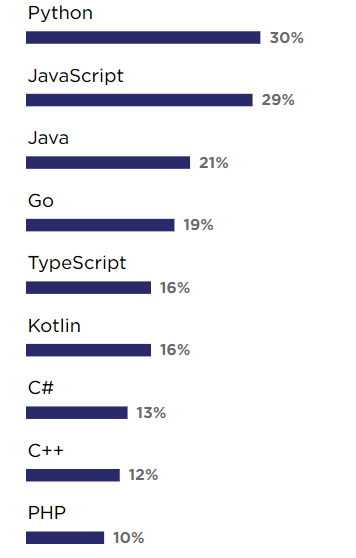 Python
30%
JavaScript
29%
Java
21%
Go
19%
TypeScript
16%
Kotlin
16%
C#
13%
C++
12%
PHP
10%